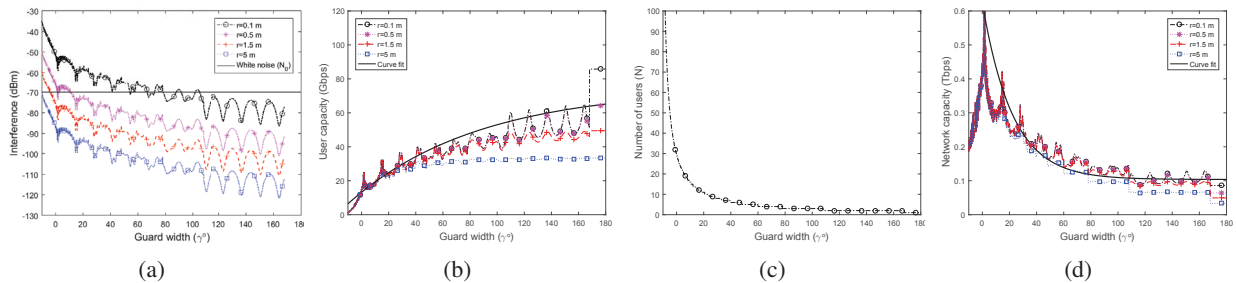 -30
-40
-50
-60
-70
-80
-90
-100
-110
-120
-130
Interference (dBm)
r=0.1 m
r=0.5 m
r=1.5 m
r=5 m
White noise (N0)
0 20 40 60 80 100 120 140 160 180
Guard width (γ°)
(a)
120
100
80
60
40
20
0
User capacity (Gbps)
r=0.1 m
r=0.5 m
r=1.5 m
r=5 m
Curve fit
0 20 40 60 80 100 120 140 160 180
Guard width (γ°)
(b)
100
90
80
70
60
50
40
30
20
10
0
Number of users (N)
0 20 40 60 80 100 120 140 160 180
Guard width (γ°)
(c)
0.6
0.5
0.4
0.3
0.2
0.1
0
Network capacity (Tbps)
r=0.1 m
r=0.5 m
r=1.5 m
r=5 m
Curve fit
0 20 40 60 80 100 120 140 160 180
Guard width (γ°)
(d)